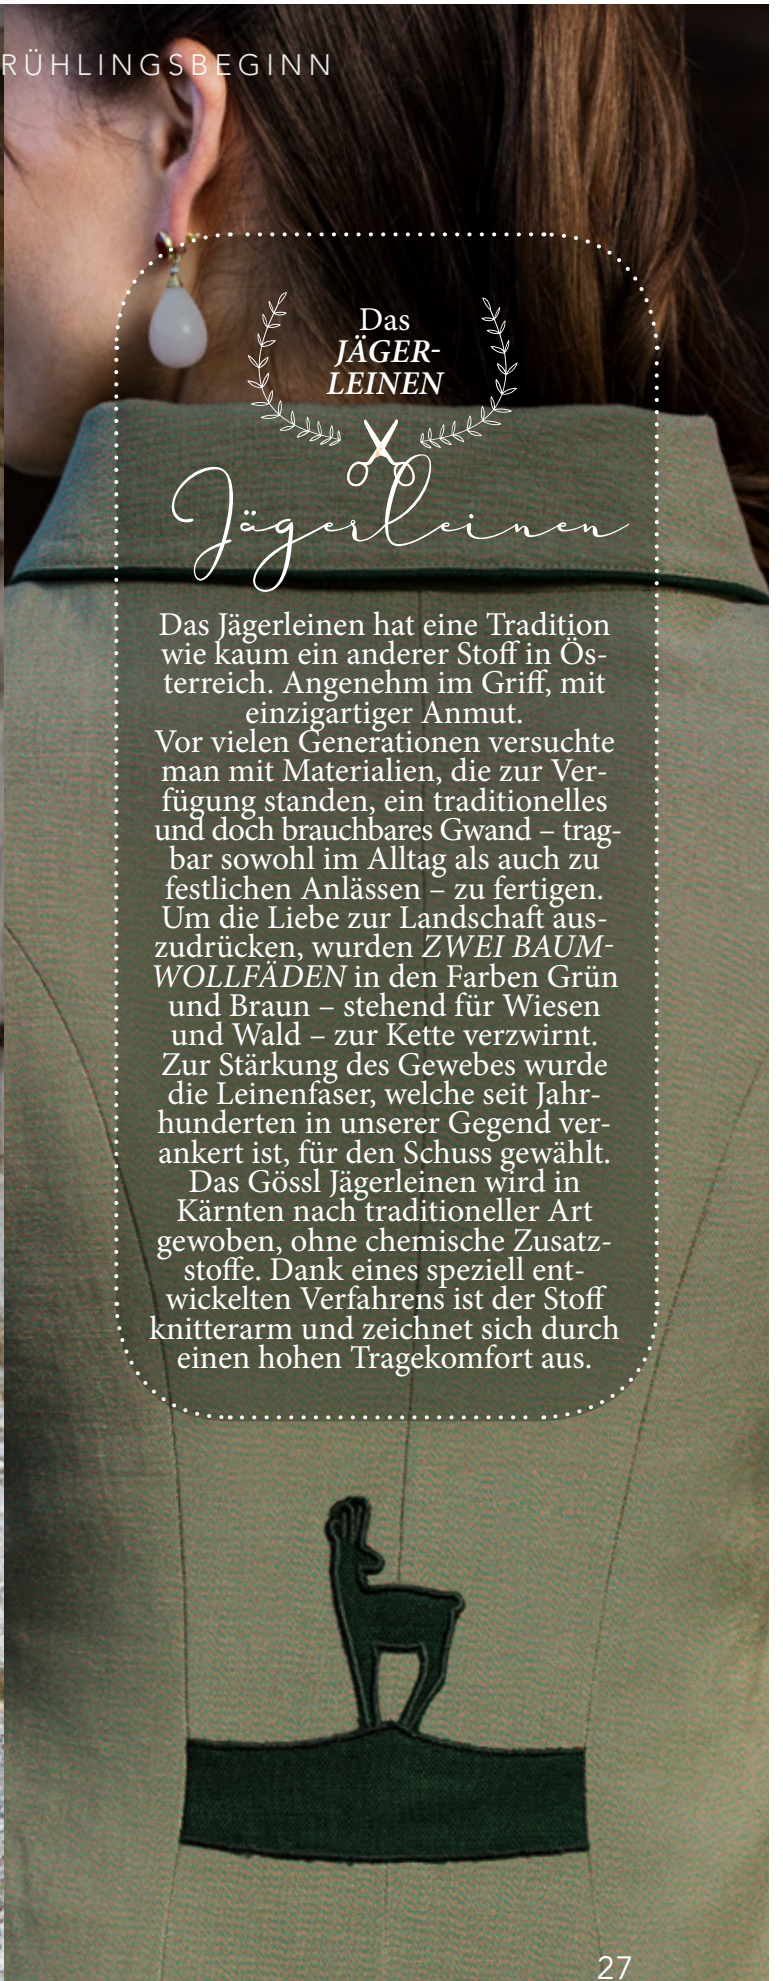 RÜHLINGSBEGINN
Das
JÄGER-
LEINEN
Jägerleinen
Das Jägerleinen hat eine Tradition
wie kaum ein anderer Stoff in Ös-
terreich. Angenehm im Griff, mit
einzigartiger Anmut.
Vor vielen Generationen versuchte
man mit Materialien, die zur Ver-
fügung standen, ein traditionelles
und doch brauchbares Gwand – trag-
bar sowohl im Alltag als auch zu
festlichen Anlässen – zu fertigen.
Um die Liebe zur Landschaft aus-
zudrücken, wurden ZWEI BAUM-
WOLLFÄDEN in den Farben Grün
und Braun – stehend für Wiesen
und Wald – zur Kette verzwirnt.
Zur Stärkung des Gewebes wurde
die Leinenfaser, welche seit Jahr-
hunderten in unserer Gegend ver-
ankert ist, für den Schuss gewählt.
Das Gössl Jägerleinen wird in
Kärnten nach traditioneller Art
gewoben, ohne chemische Zusatz-
stoffe. Dank eines speziell ent-
wickelten Verfahrens ist der Stoff
knitterarm und zeichnet sich durch
einen hohen Tragekomfort aus.
27